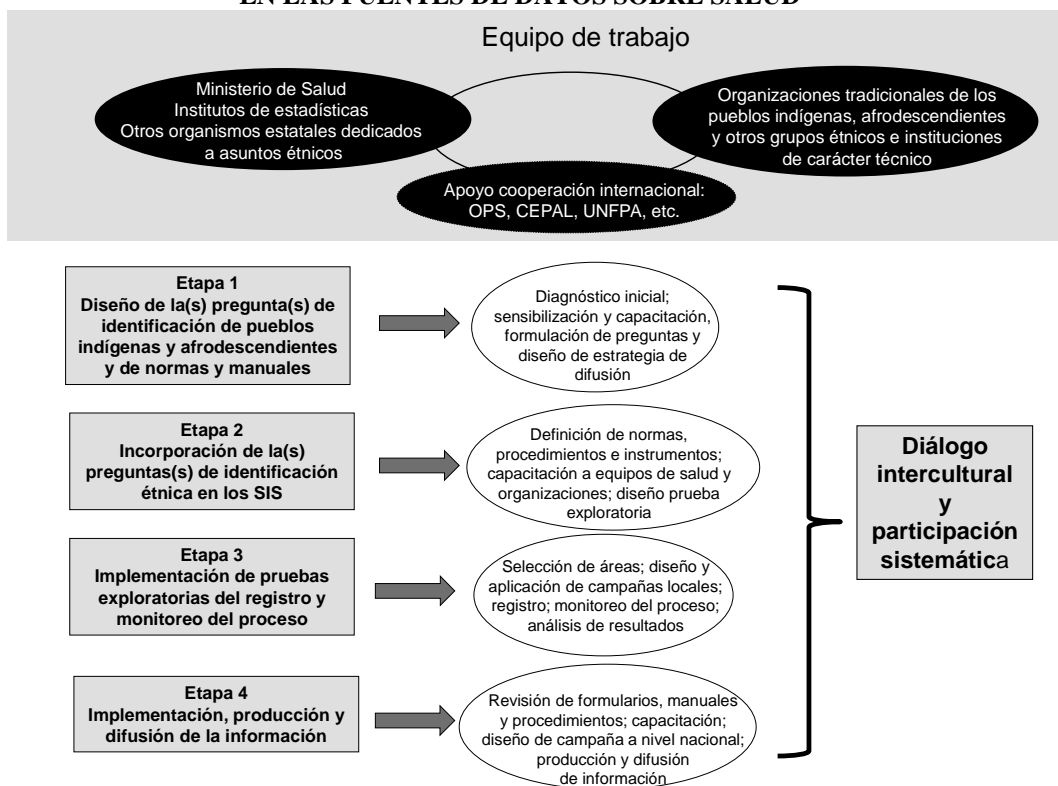 EN LAS FUENTES DE DATOS SOBRE SALUD
Equipo de trabajo
Ministerio de Salud
Institutos de estadísticas
Otros organismos estatales dedicados
a asuntos étnicos
Organizaciones tradicionales de los
pueblos indígenas, afrodescendientes
y otros grupos étnicos e instituciones
de carácter técnico
Apoyo cooperación internacional:
OPS, CEPAL, UNFPA, etc.
Etapa 1
Diseño de la(s) pregunta(s) de
identificación de pueblos
indígenas y afrodescendientes
y de normas y manuales
Diagnóstico inicial;
sensibilización y capacitación,
formulación de preguntas y
diseño de estrategia de
difusión
Etapa 2
Incorporación de la(s)
preguntas(s) de identificación
étnica en los SIS
Definición de normas,
procedimientos e instrumentos;
capacitación a equipos de salud y
organizaciones; diseño prueba
exploratoria
Etapa 3
Implementación de pruebas
exploratorias del registro y
monitoreo del proceso
Selección de áreas; diseño y
aplicación de campañas locales;
registro; monitoreo del proceso;
análisis de resultados
Etapa 4
Implementación, producción y
difusión de la información
Revisión de formularios, manuales
y procedimientos; capacitación;
diseño de campaña a nivel nacional;
producción y difusión
de información
Diálogo
intercultural
y
participación
sistemática